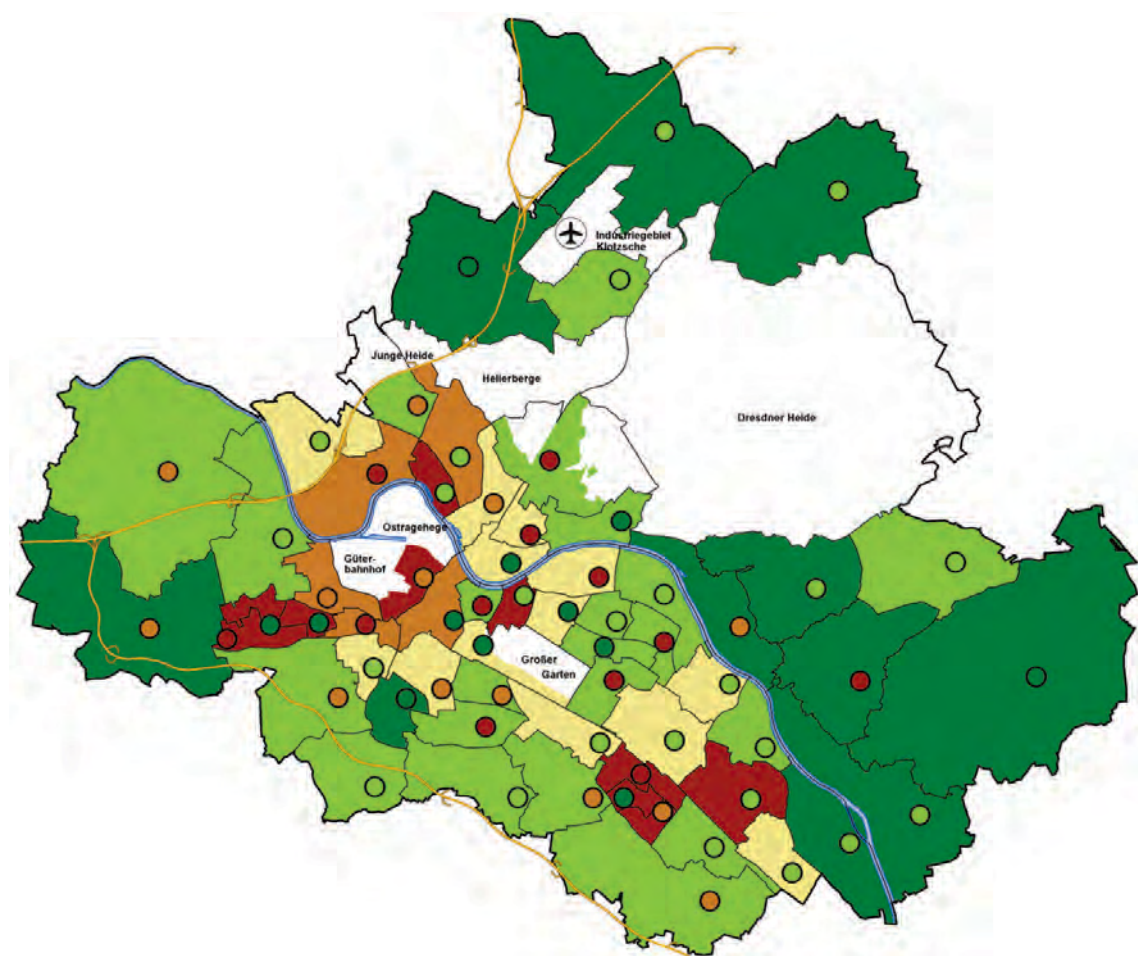 Industriegebiet
Klotzsche
Junge Heide
Hellerberge
Dresdner Heide
Ostragehege
Güter-
bahnhof
Großer
Garten